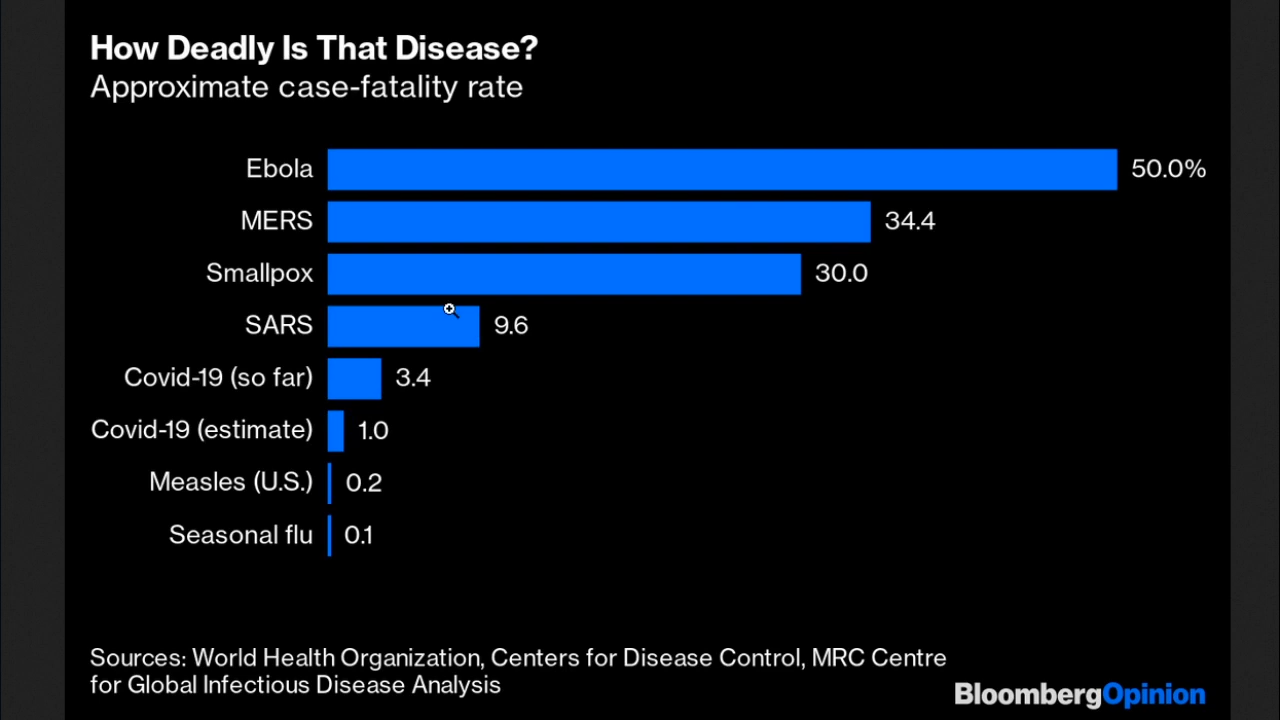 How Deadly Is That Disease?
Approximate case-fatality rate
Ebola 50.0%
MERS 34.4
Smallpox 30.0
SARS 9.6
Covid-19 (so far) 3.4
Covid-19 (estimate) 1.0
Measles (U.S.) 0.2
Seasonal flu 0.1
Sources: World Health Organization, Centers for Disease Control, MRC Centre
for Global Infectious Disease Analysis
BloombergOpinion